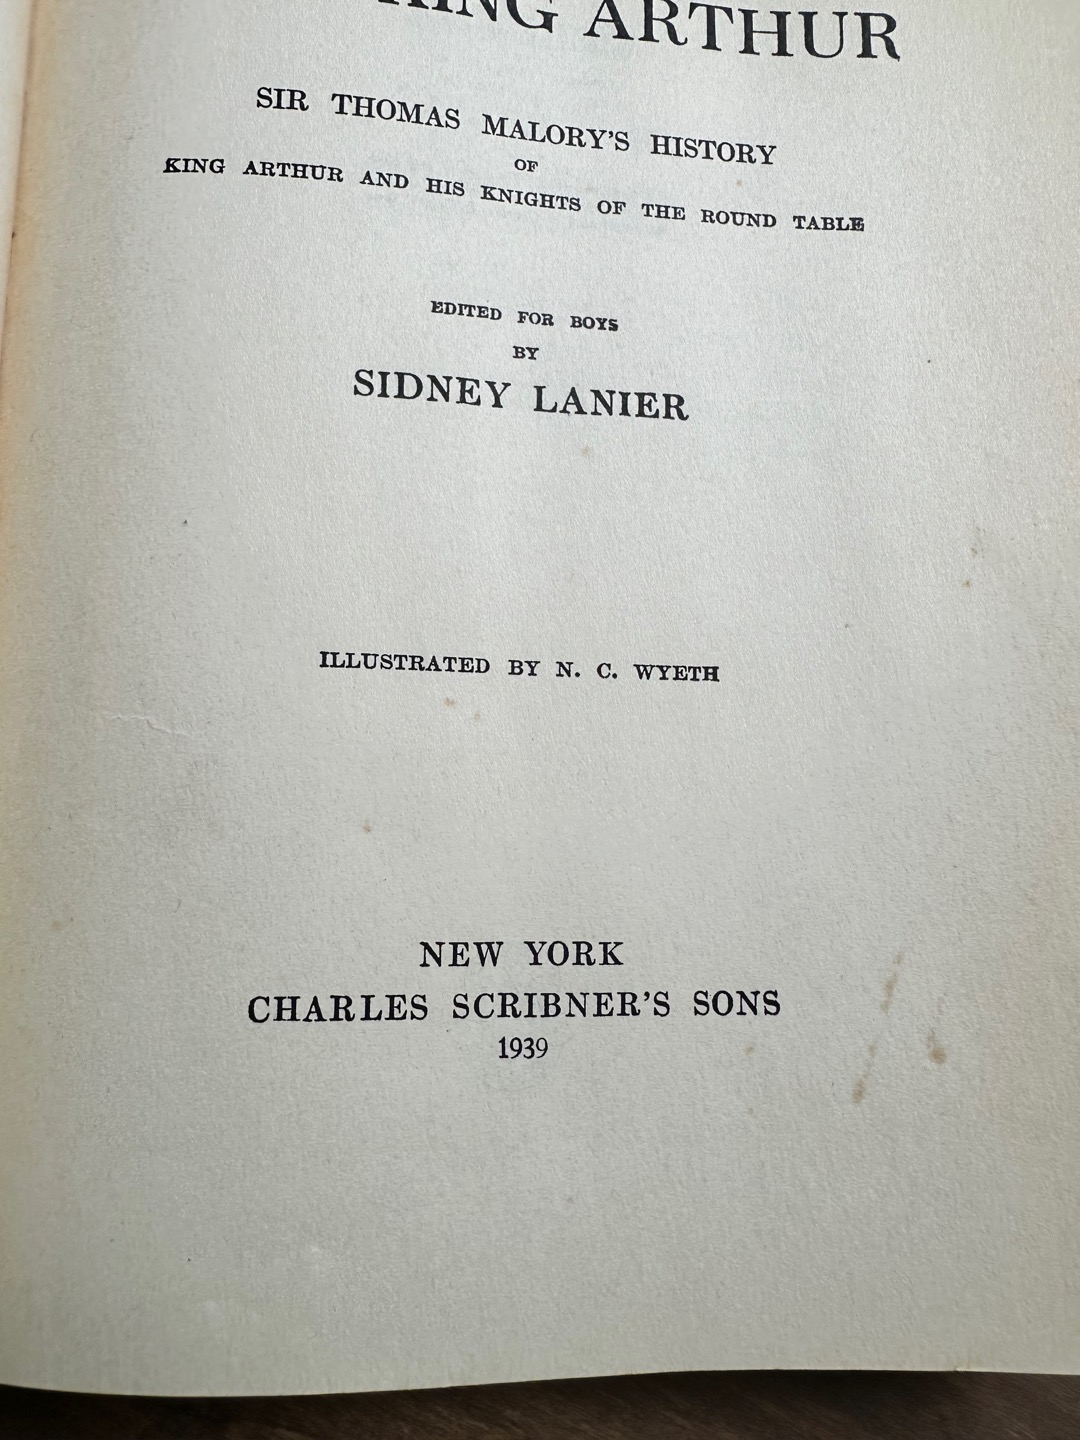 KING ARTHUR
SIR THOMAS MALORY'S HISTORY
OF
KING ARTHUR AND HIS KNIGHTS OF THE ROUND TABLE
EDITED FOR BOYS
BY
SIDNEY LANIER
ILLUSTRATED BY N. C. WYETH
NEW YORK
CHARLES SCRIBNER'S SONS
1939